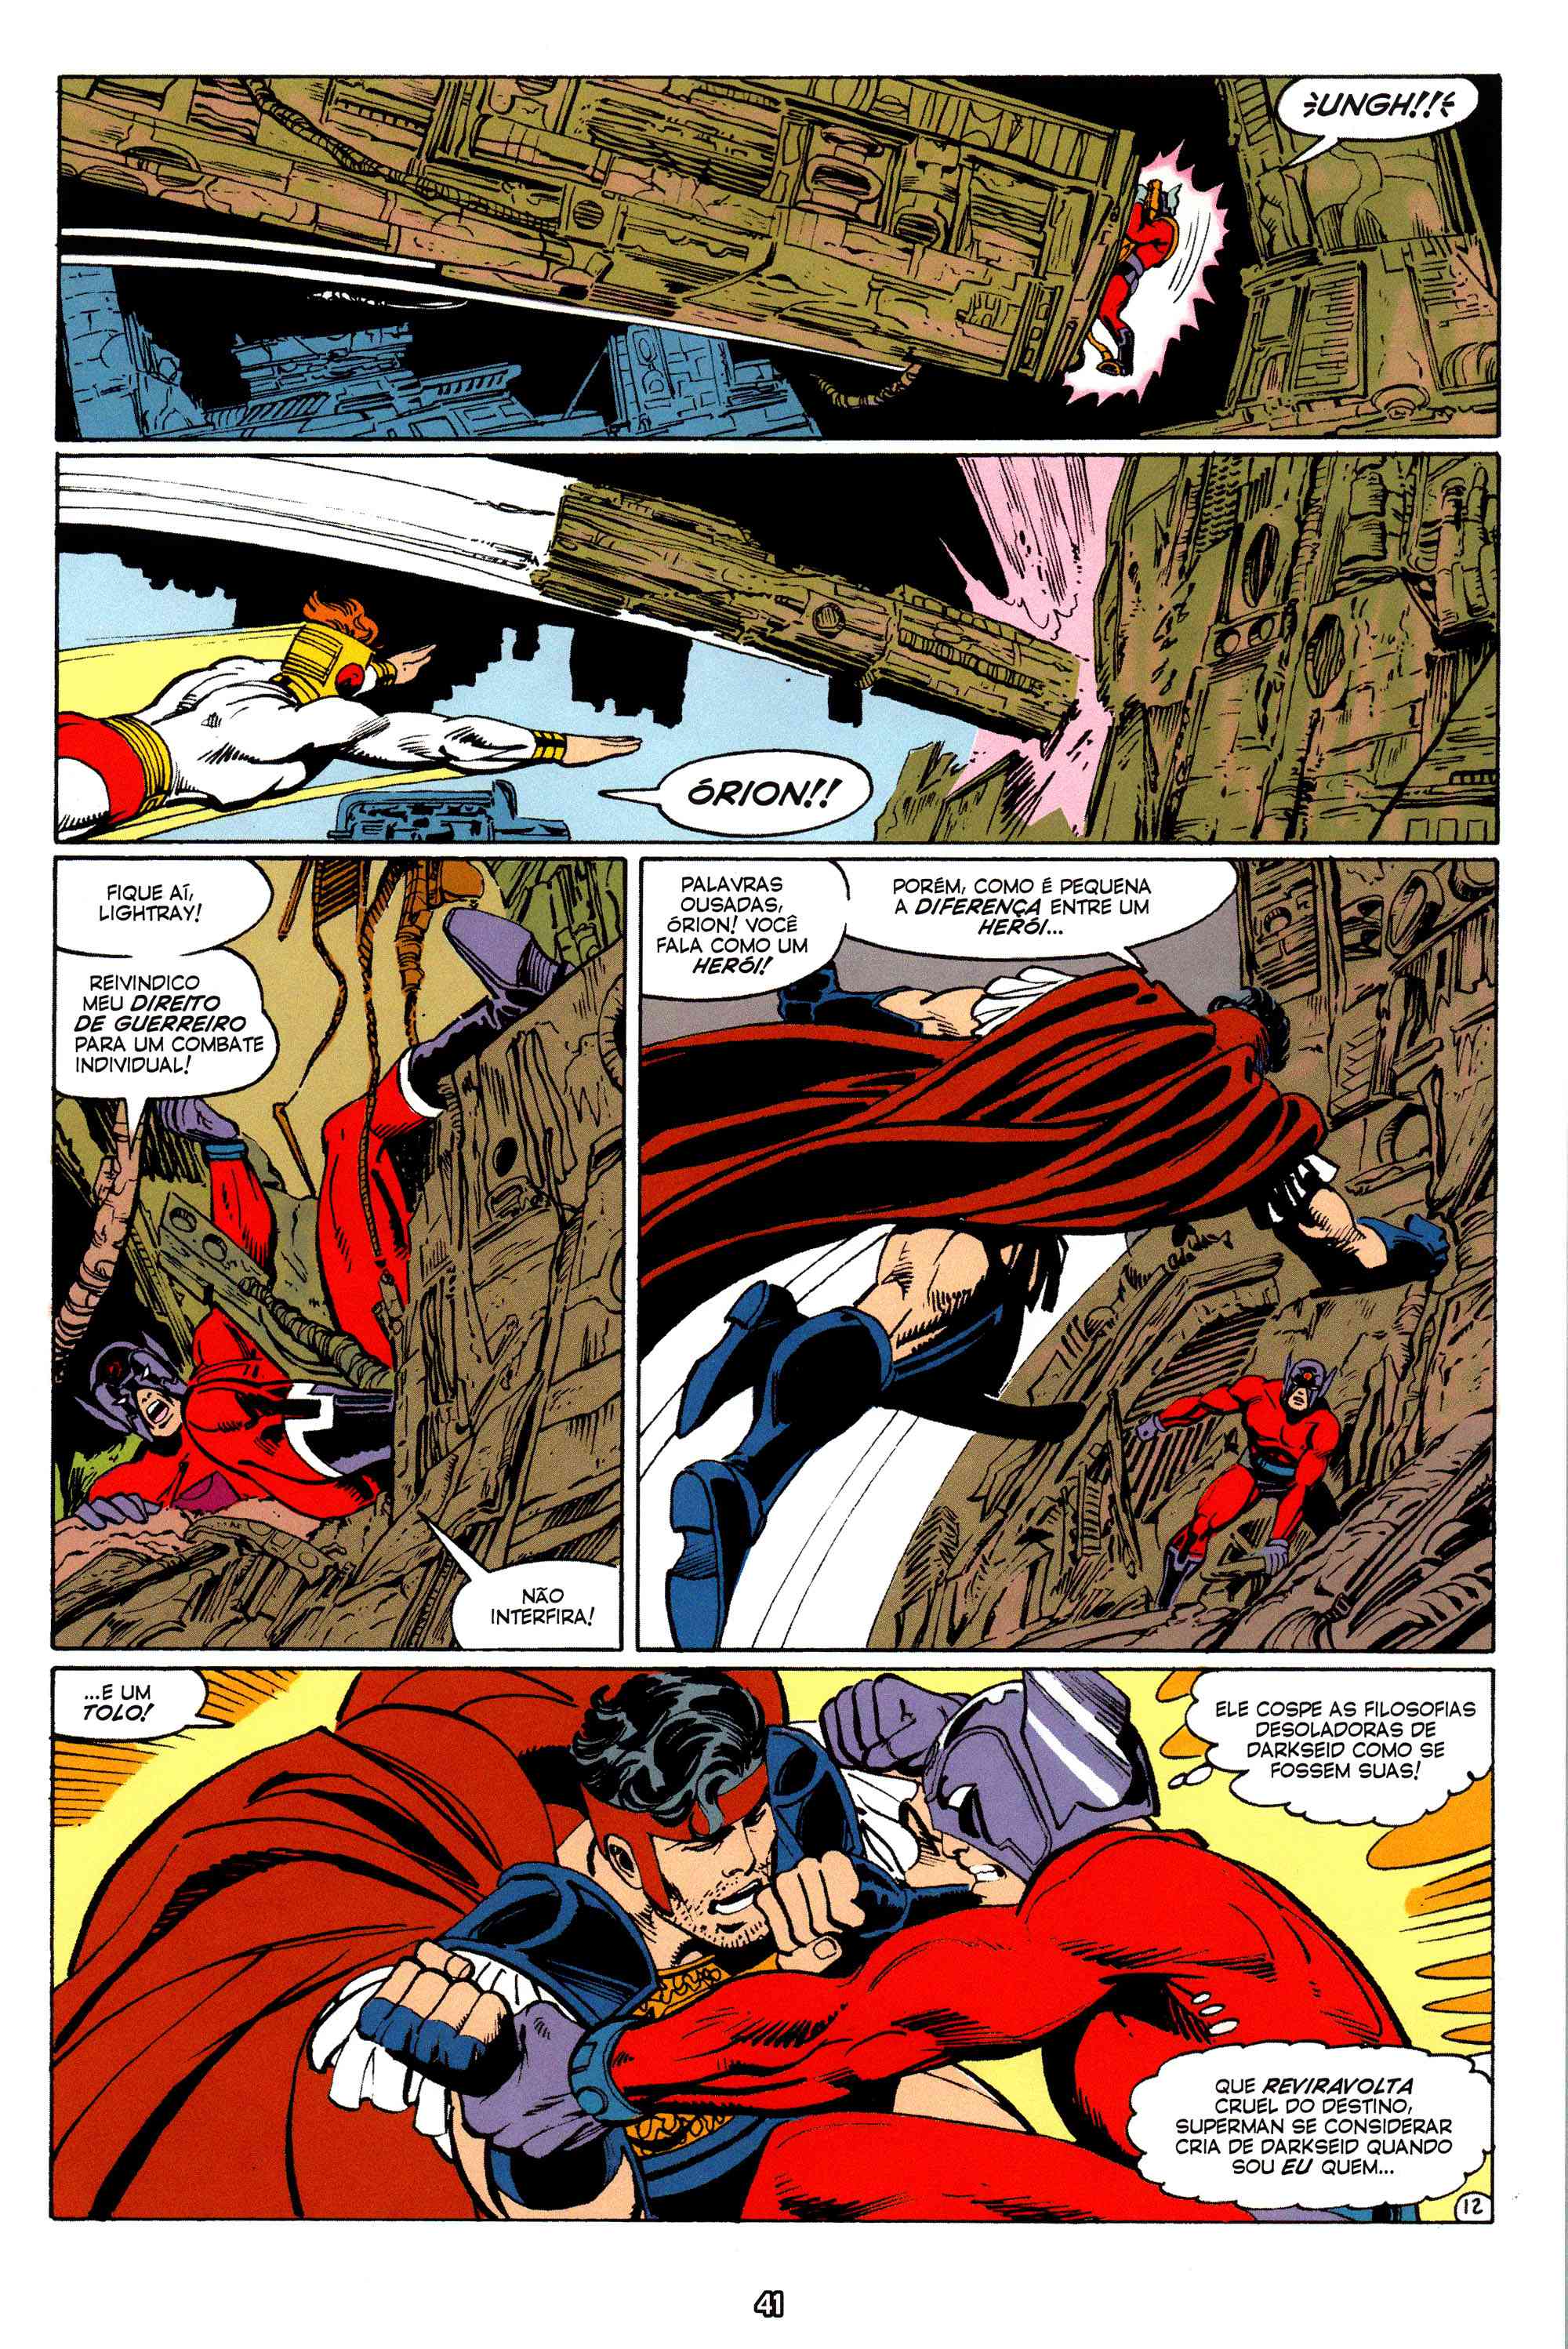 UNGH!!
ÓRION!!
FIQUE AÍ,
LIGHTRAY!
REIVINDICO
MEU DIREITO
DE GUERREIRO
PARA UM COMBATE
INDIVIDUAL!
NÃO
INTERFIRA!
PALAVRAS
OUSADAS,
ÓRION! VOCÊ
FALA COMO UM
HERÓI!
PORÉM, COMO É PEQUENA
A DIFERENÇA ENTRE UM
HERÓI...
...E UM
TOLO!
ELE COSPE AS FILOSOFIAS
DESOLADORAS DE
DARKSEID COMO SE
FOSSEM SUAS!
QUE REVIRAVOLTA
CRUEL DO DESTINO,
SUPERMAN SE CONSIDERAR
CRIA DE DARKSEID QUANDO
SOU EU QUEM...
12
41